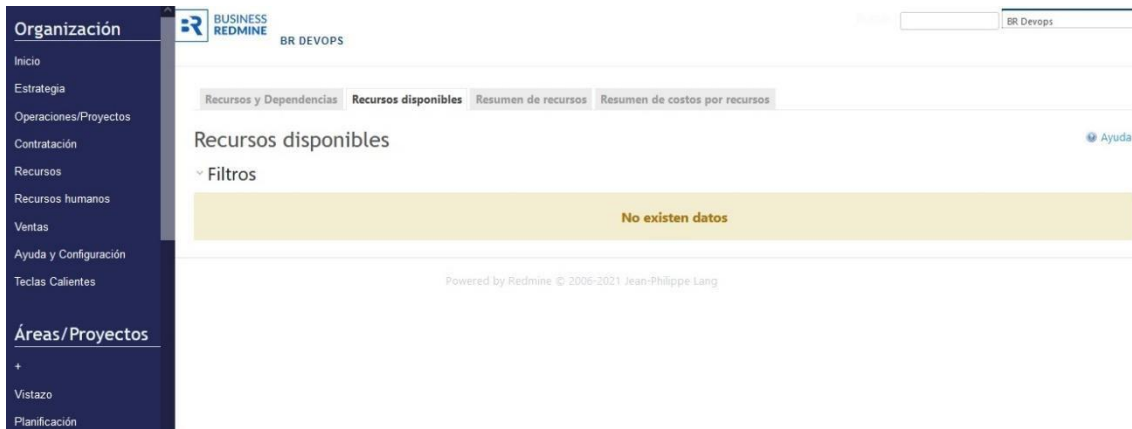 Organización
Inicio
Estrategia
Operaciones/Proyectos
Contratación
Recursos
Recursos humanos
Ventas
Ayuda y Configuración
Teclas Calientes
Áreas/Proyectos
+
Vistazo
Planificación
BUSINESS
REDMINE
BR DEVOPS
BR Devops
Recursos y Dependencias Recursos disponibles Resumen de recursos Resumen de costos por recursos
Recursos disponibles
Ayuda
Filtros
No existen datos
Powered by Redmine © 2006-2021 Jean-Philippe Lang